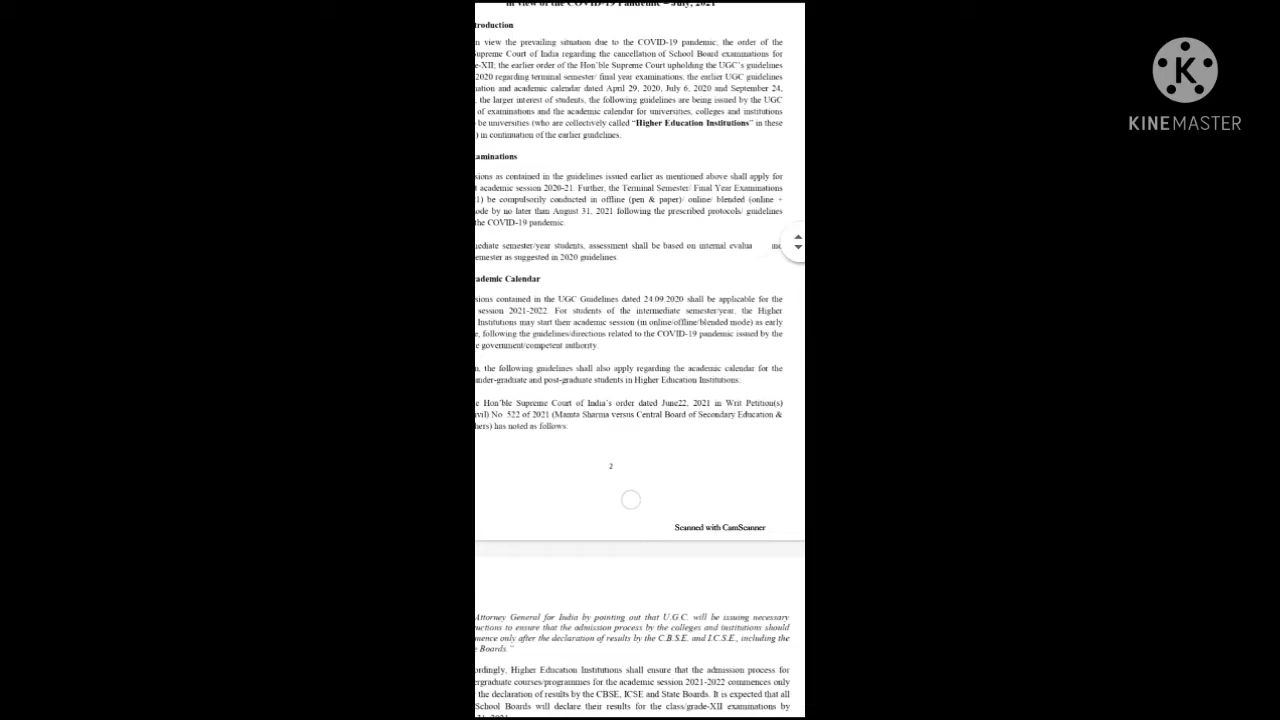 in view of the COVID-19 Pandemic – July, 2021
troduction
n view the prevailing situation due to the COVID-19 pandemic, the order of the
upreme Court of India regarding the cancellation of School Board examinations for
e-XII; the earlier order of the Hon'ble Supreme Court upholding the UGC's guidelines
2020 regarding terminal semester/ final year examinations; the earlier UGC guidelines
nation and academic calendar dated April 29, 2020, July 6, 2020 and September 24,
, the larger interest of students, the following guidelines are being issued by the UGC
of examinations and the academic calendar for universities, colleges and institutions
be universities (who are collectively called "Higher Education Institutions" in these
) in continuation of the earlier guidelines.
aminations
sions as contained in the guidelines issued earlier as mentioned above shall apply for
t academic session 2020-21. Further, the Terminal Semester/ Final Year Examinations
1) be compulsorily conducted in offline (pen & paper)/ online/ blended (online +
ode by no later than August 31, 2021 following the prescribed protocols/ guidelines
the COVID-19 pandemic.
mediate semester/year students, assessment shall be based on internal evalua
emester as suggested in 2020 guidelines.
ademic Calendar
sions contained in the UGC Guidelines dated 24.09.2020 shall be applicable for the
session 2021-2022. For students of the intermediate semester/year, the Higher
Institutions may start their academic session (in online/offline/blended mode) as early
e, following the guidelines/directions related to the COVID-19 pandemic issued by the
e government/competent authority.
n, the following guidelines shall also apply regarding the academic calendar for the
under-graduate and post-graduate students in Higher Education Institutions:
e Hon'ble Supreme Court of India's order dated June22, 2021 in Writ Petition(s)
ivil) No. 522 of 2021 (Mamta Sharma versus Central Board of Secondary Education &
hers) has noted as follows:
2
Scanned with CamScanner
Attorney General for India by pointing out that U.G.C. will be issuing necessary
uctions to ensure that the admission process by the colleges and institutions should
mence only after the declaration of results by the C.B.S.E. and I.C.S.E., including the
e Boards."
ordingly, Higher Education Institutions shall ensure that the admission process for
ergraduate courses/programmes for the academic session 2021-2022 commences only
the declaration of results by the CBSE, ICSE and State Boards. It is expected that all
School Boards will declare their results for the class/grade-XII examinations by
K
KINEMASTER